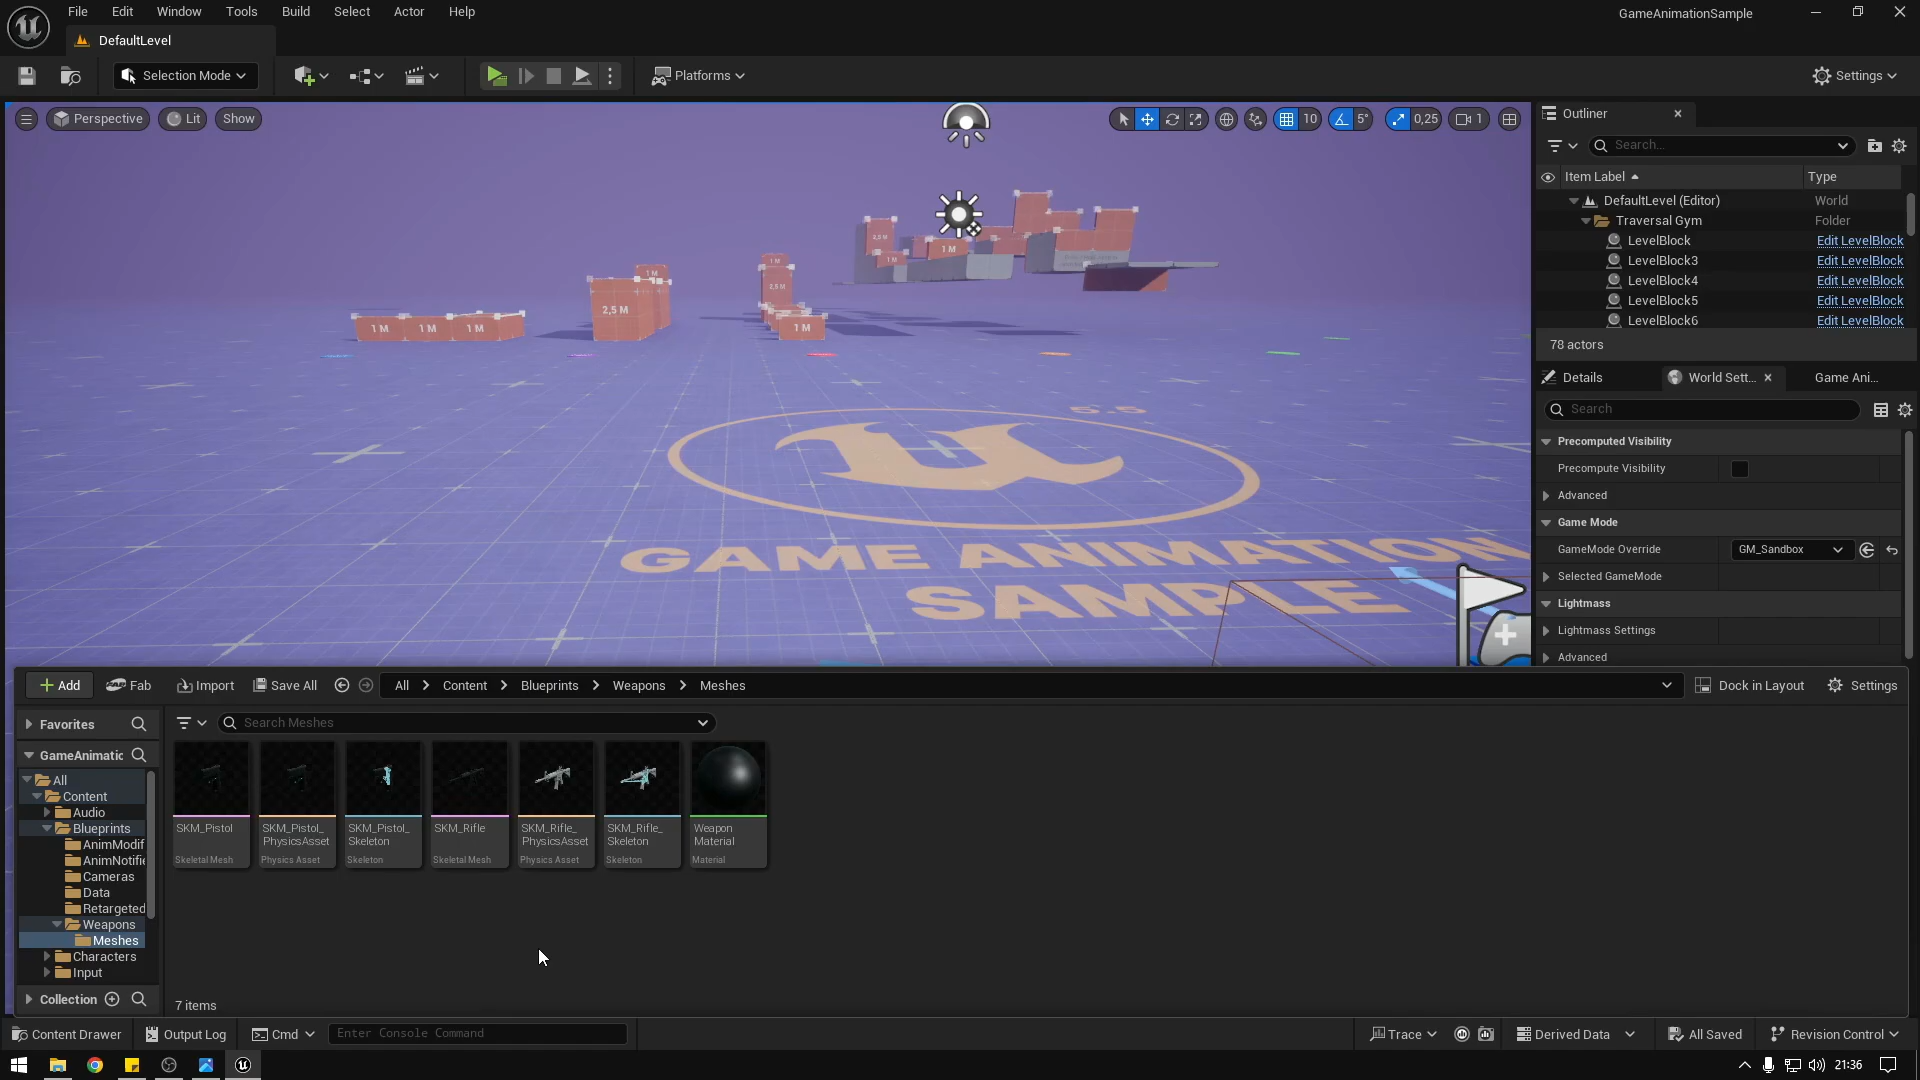 File Edit Window Tools Build Select Actor Help
GameAnimationSample
DefaultLevel
Selection Mode
Platforms
Settings
Perspective
Lit
Show
10
5°
0,25
1
1 M
1 M
1 M
2,5 M
1 M
1 M
2,5 M
1 M
2,5 M
1 M
1 M
5.5
GAME ANIMATION
SAMPLE
Outliner
Search...
Item Label
Type
DefaultLevel (Editor)
World
Traversal Gym
Folder
LevelBlock
Edit LevelBlock
LevelBlock3
Edit LevelBlock
LevelBlock4
Edit LevelBlock
LevelBlock5
Edit LevelBlock
LevelBlock6
Edit LevelBlock
78 actors
Details
World Sett...
Game Ani...
Search
Precomputed Visibility
Precompute Visibility
Advanced
Game Mode
GameMode Override
GM_Sandbox
Selected GameMode
Lightmass
Lightmass Settings
Advanced
Add
Fab
Import
Save All
All
Content
Blueprints
Weapons
Meshes
Dock in Layout
Settings
Favorites
Search Meshes
GameAnimatic
All
Content
Audio
Blueprints
AnimModif
AnimNotifie
Cameras
Data
Retargeted
Weapons
Meshes
Characters
Input
Collection
SKM_Pistol
Skeletal Mesh
SKM_Pistol_
PhysicsAsset
Physics Asset
SKM_Pistol_
Skeleton
Skeleton
SKM_Rifle
Skeletal Mesh
SKM_Rifle_
PhysicsAsset
Physics Asset
SKM_Rifle_
Skeleton
Skeleton
Weapon
Material
Material
7 items
Content Drawer
Output Log
Cmd
Enter Console Command
Trace
Derived Data
All Saved
Revision Control
21:36